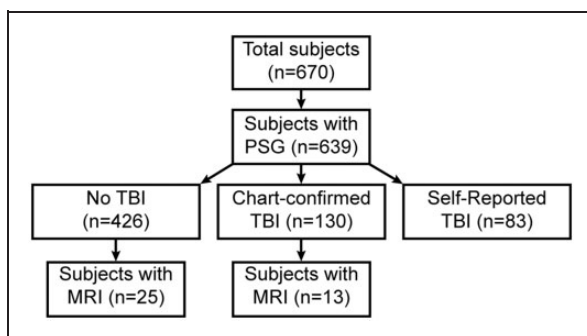 Total subjects
(n=670)
Subjects with
PSG (n=639)
No TBI
(n=426)
Chart-confirmed
TBI (n=130)
Self-Reported
TBI (n=83)
Subjects with
MRI (n=25)
Subjects with
MRI (n=13)